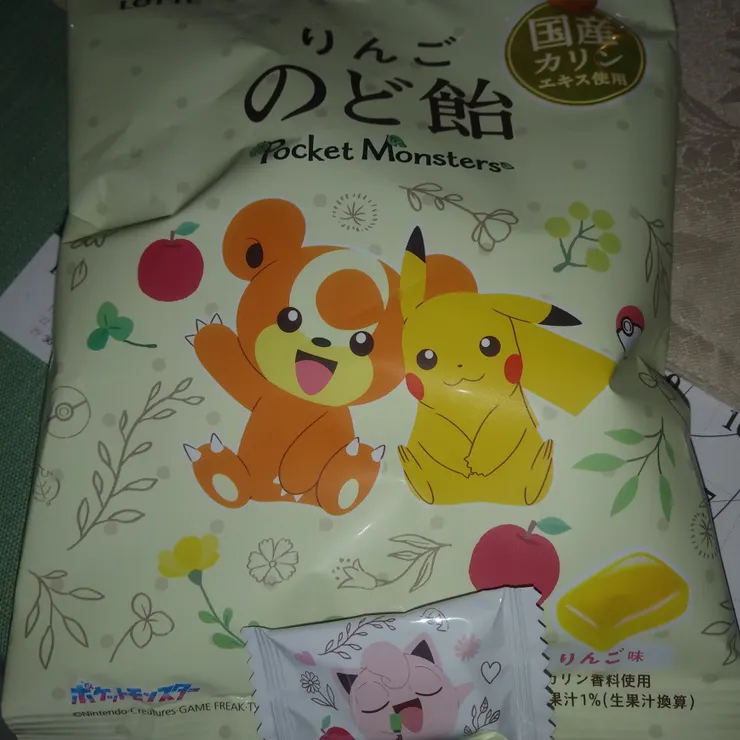 LOTTE
国産
カリン
エキス使用
りんご
のど飴
Pocket Monsters
りんご味
カリン香料使用
果汁1%(生果汁換算)
ポケットモンスター
©Nintendo・Creatures・GAME FREAK・TV